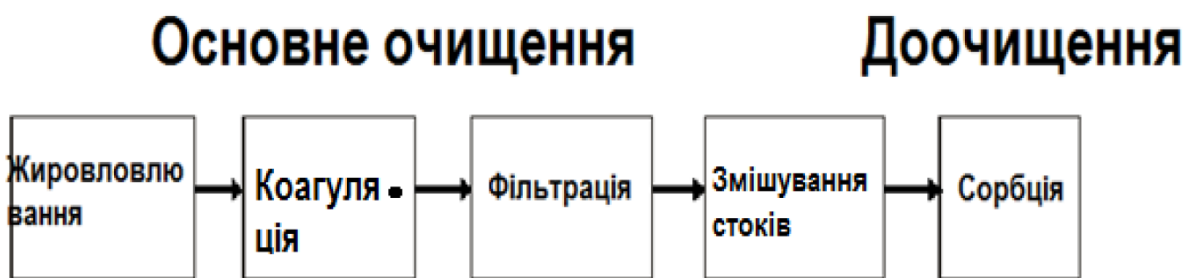 Основне очищення Доочищення
Жировловлю
вання
Коагуля
ція
Фільтрація
Змішування
стоків
Сорбція